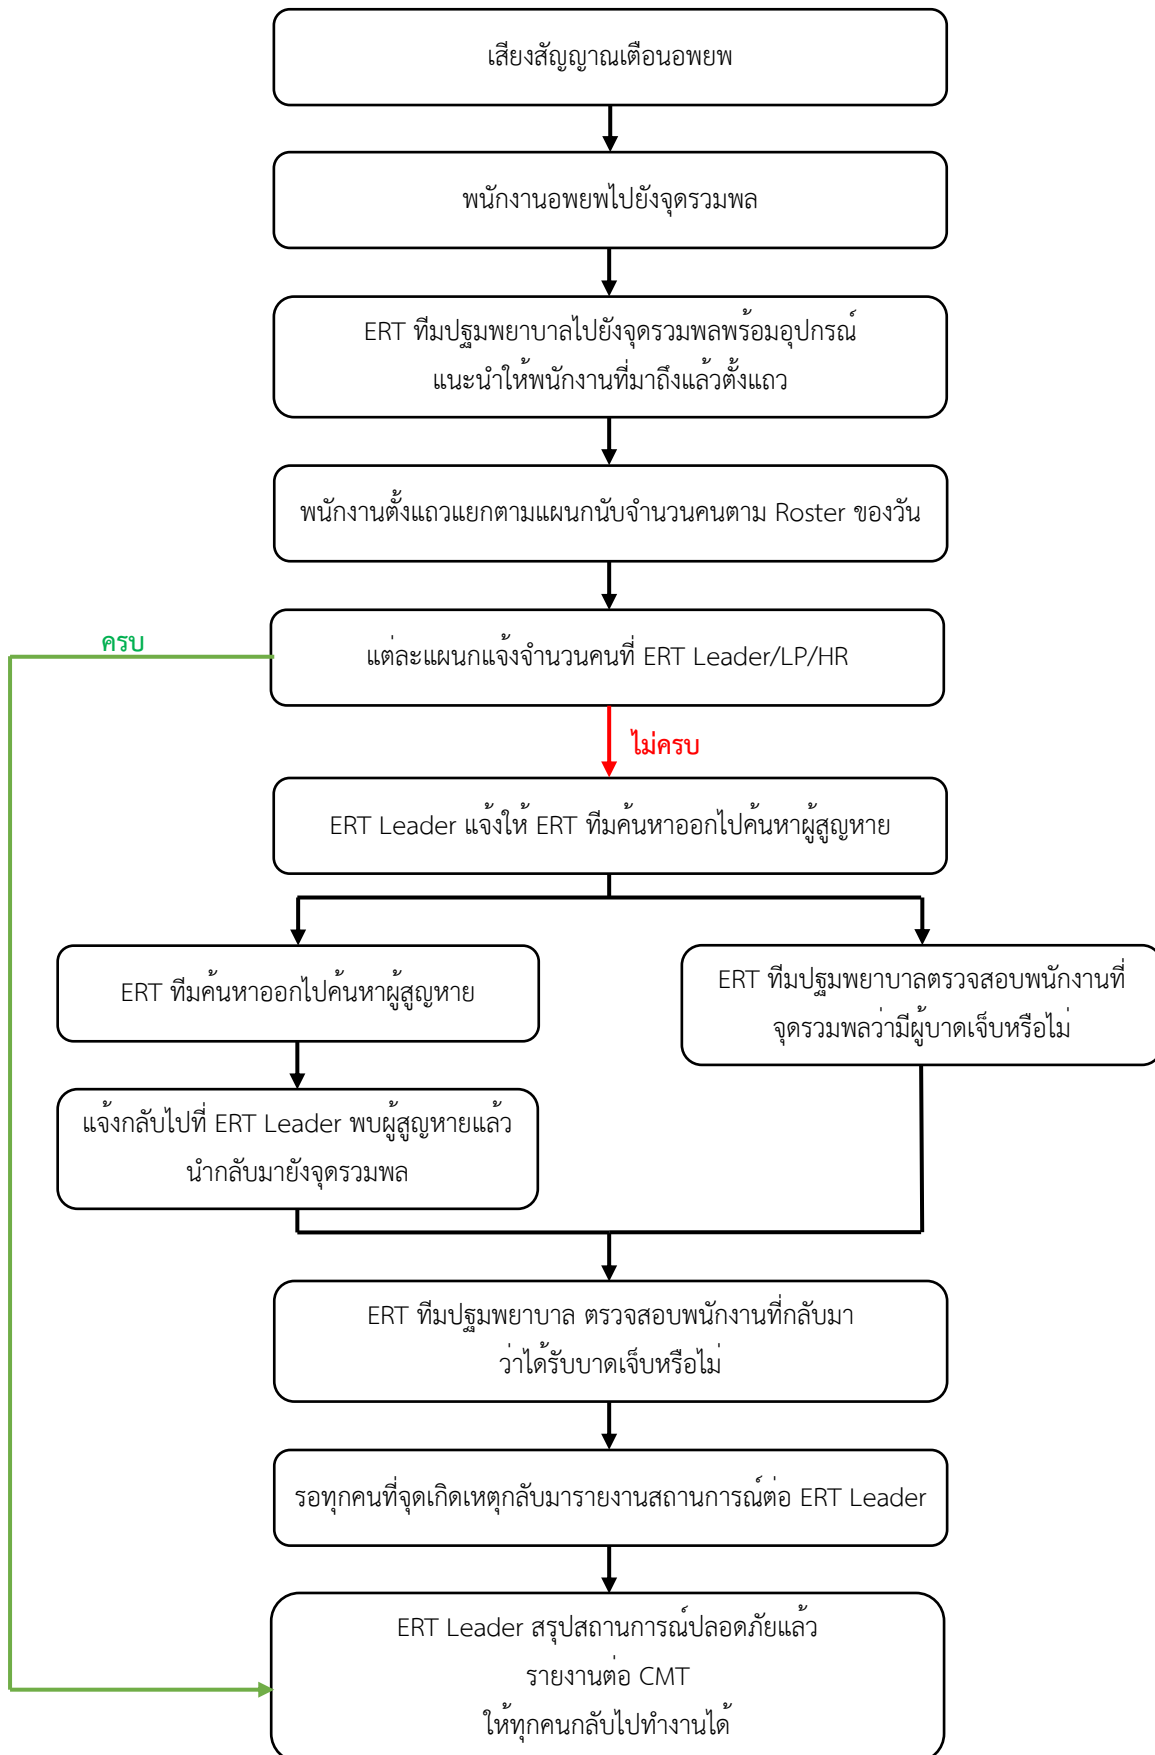 เสียงสัญญาณเตือนอพยพ
พนักงานอพยพไปยังจุดรวมพล
ERT ทีมปฐมพยาบาลไปยังจุดรวมพลพร้อมอุปกรณ์
แนะนำให้พนักงานที่มาถึงแล้วตั้งแถว
พนักงานตั้งแถวแยกตามแผนกนับจำนวนคนตาม Roster ของวัน
ครบ
แต่ละแผนกแจ้งจำนวนคนที่ ERT Leader/LP/HR
ไม่ครบ
ERT Leader แจ้งให้ ERT ทีมค้นหาออกไปค้นหาผู้สูญหาย
ERT ทีมค้นหาออกไปค้นหาผู้สูญหาย
ERT ทีมปฐมพยาบาลตรวจสอบพนักงานที่
จุดรวมพลว่ามีผู้บาดเจ็บหรือไม่
แจ้งกลับไปที่ ERT Leader พบผู้สูญหายแล้ว
นำกลับมายังจุดรวมพล
ERT ทีมปฐมพยาบาล ตรวจสอบพนักงานที่กลับมา
ว่าได้รับบาดเจ็บหรือไม่
รอทุกคนที่จุดเกิดเหตุกลับมารายงานสถานการณ์ต่อ ERT Leader
ERT Leader สรุปสถานการณ์ปลอดภัยแล้ว
รายงานต่อ CMT
ให้ทุกคนกลับไปทำงานได้